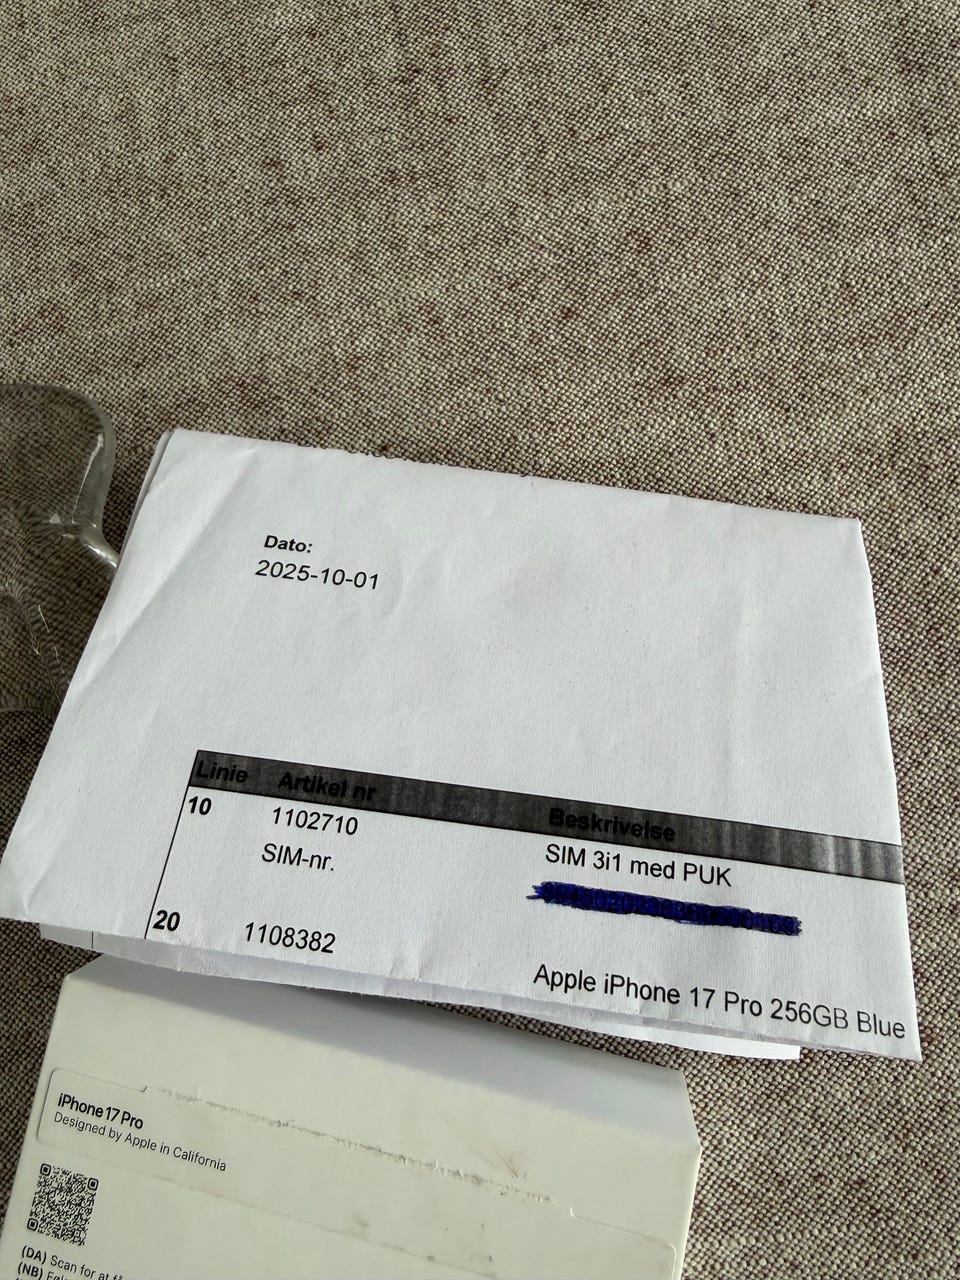 Dato:
2025-10-01
Linie Artikel nr Beskrivelse
10 1102710 SIM 3i1 med PUK
SIM-nr.
20 1108382 Apple iPhone 17 Pro 256GB Blue
iPhone 17 Pro
Designed by Apple in California
(DA) Scan for at
(NB)